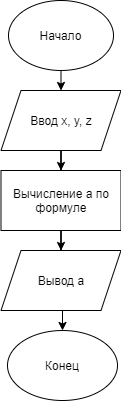 Начало
Ввод x, y, z
Вычисление a по
формуле
Вывод a
Конец